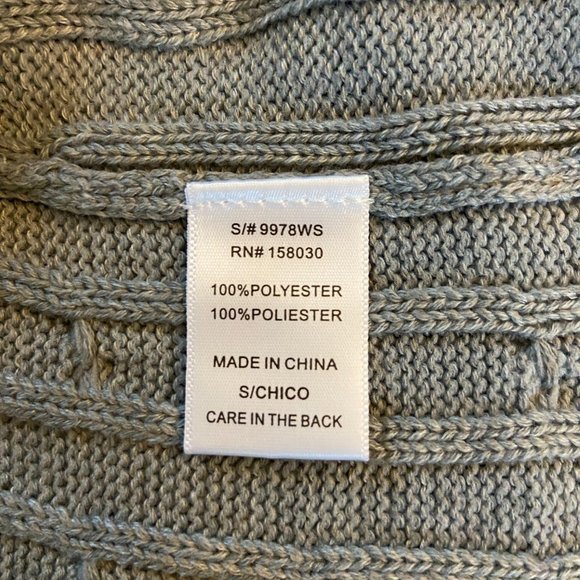 S/# 9978WS
RN# 158030
100%POLYESTER
100%POLIESTER
MADE IN CHINA
S/CHICO
CARE IN THE BACK